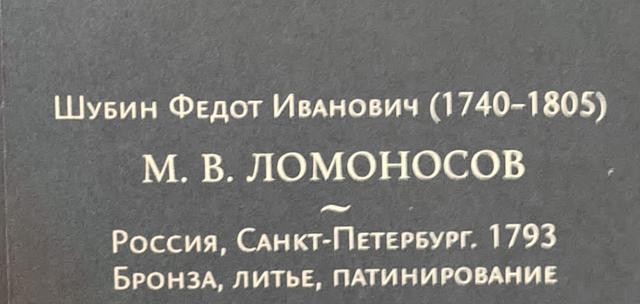 Шубин Федот Иванович (1740–1805)
М. В. ЛОМОНОСОВ
~
Россия, Санкт-Петербург. 1793
Бронза, литье, патинирование